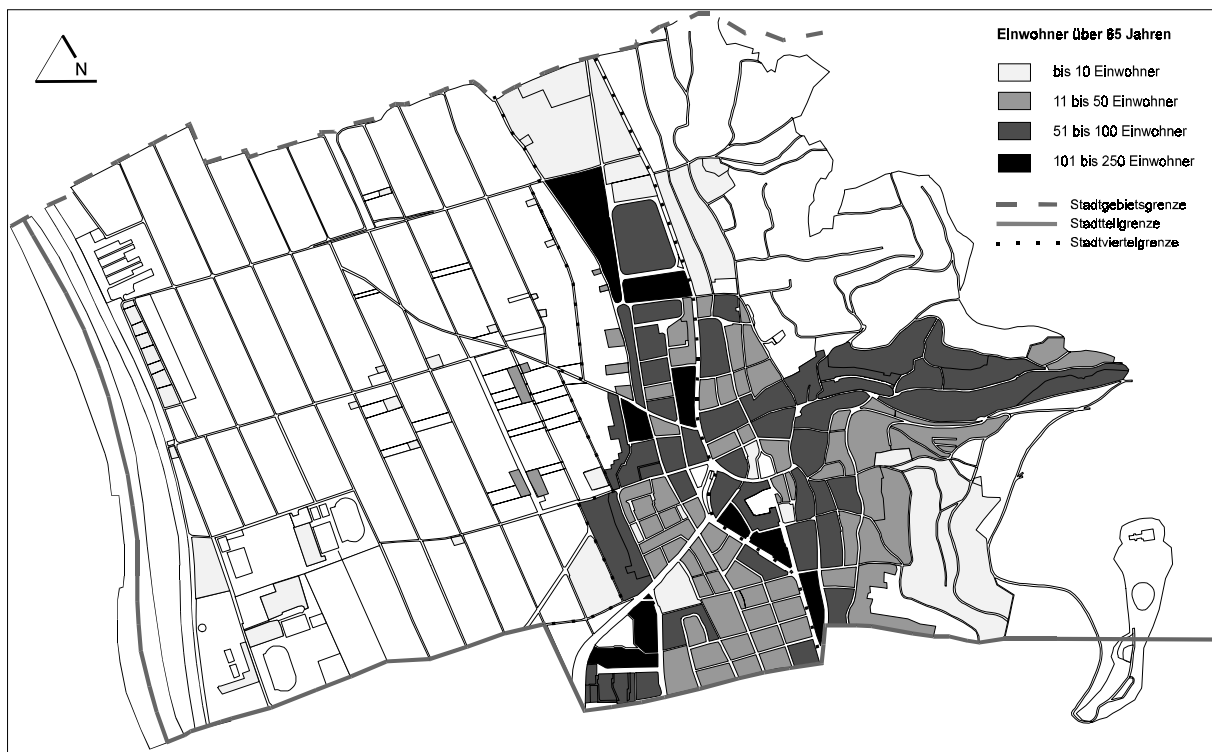 N
Einwohner über 65 Jahren
bis 10 Einwohner
11 bis 50 Einwohner
51 bis 100 Einwohner
101 bis 250 Einwohner
Stadtgebietsgrenze
Stadtteilgrenze
Stadtviertelgrenze